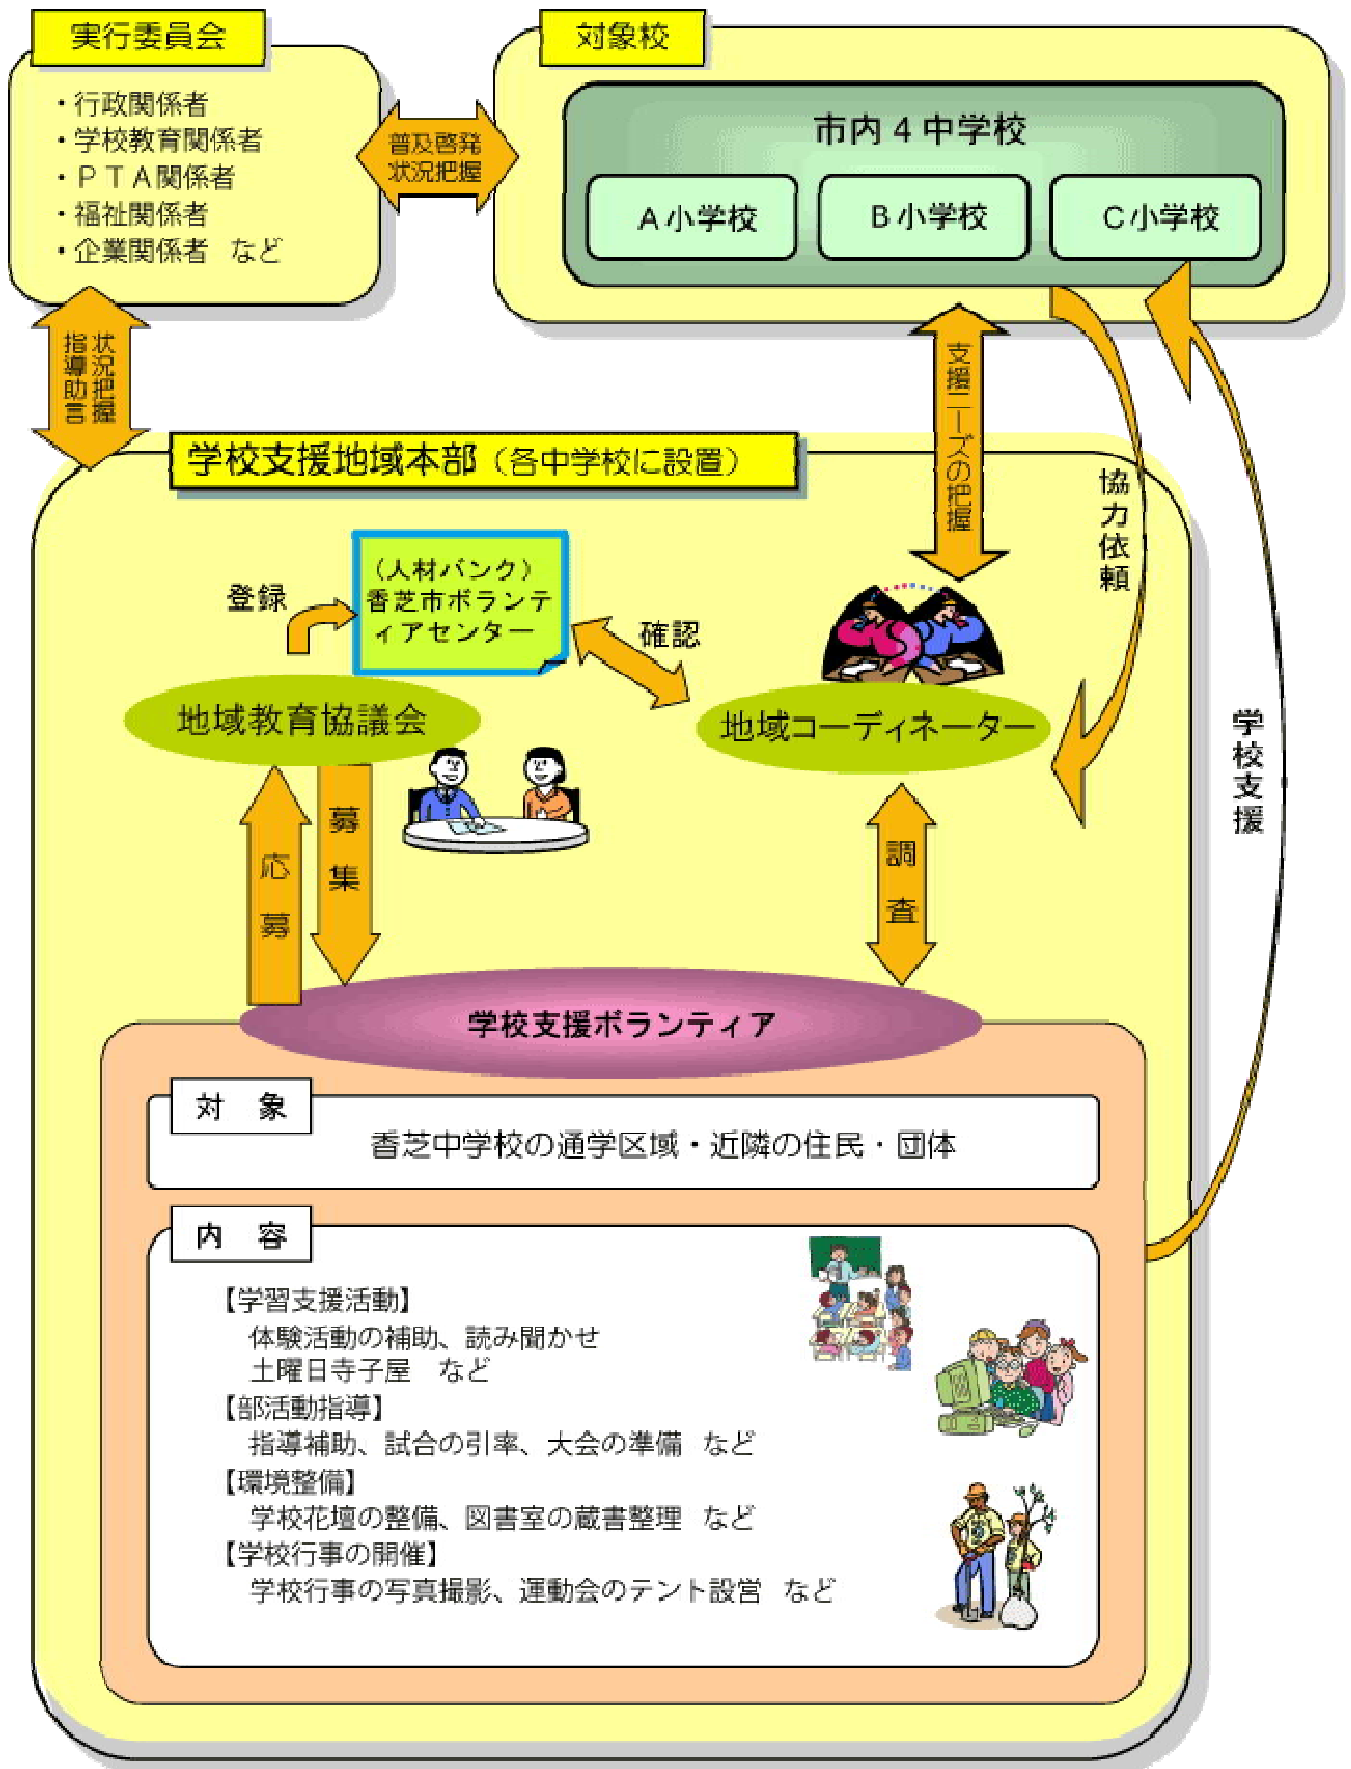 実行委員会
・行政関係者
・学校教育関係者
・ＰＴＡ関係者
・福祉関係者
・企業関係者　など
普及啓発
状況把握
対象校
市内４中学校
Ａ小学校
Ｂ小学校
Ｃ小学校
状況把握
指導助言
支援ニーズの把握
協力依頼
学校支援
学校支援地域本部（各中学校に設置）
登録
（人材バンク）
香芝市ボランテ
ィアセンター
確認
地域教育協議会
地域コーディネーター
応募
募集
調査
学校支援ボランティア
対　象
香芝中学校の通学区域・近隣の住民・団体
内　容
【学習支援活動】
体験活動の補助、読み聞かせ
土曜日寺子屋　など
【部活動指導】
指導補助、試合の引率、大会の準備　など
【環境整備】
学校花壇の整備、図書室の蔵書整理　など
【学校行事の開催】
学校行事の写真撮影、運動会のテント設営　など